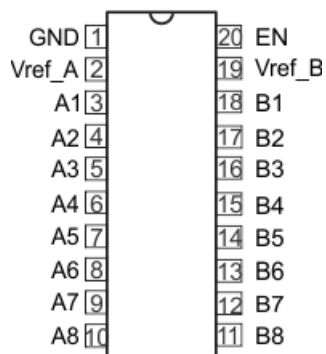 GND 1 20 EN
Vref_A 2 19 Vref_B
A1 3 18 B1
A2 4 17 B2
A3 5 16 B3
A4 6 15 B4
A5 7 14 B5
A6 8 13 B6
A7 9 12 B7
A8 10 11 B8